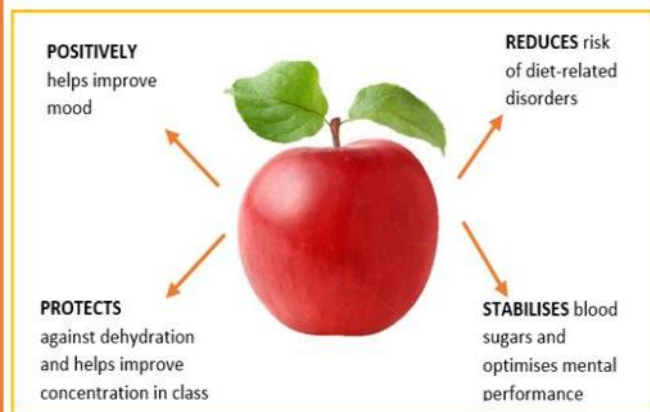 POSITIVELY
helps improve
mood
REDUCES risk
of diet-related
disorders
PROTECTS
against dehydration
and helps improve
concentration in class
STABILISES blood
sugars and
optimises mental
performance